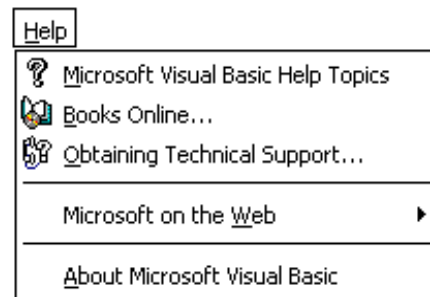 Help
Microsoft Visual Basic Help Topics
Books Online...
Obtaining Technical Support...
Microsoft on the Web
About Microsoft Visual Basic